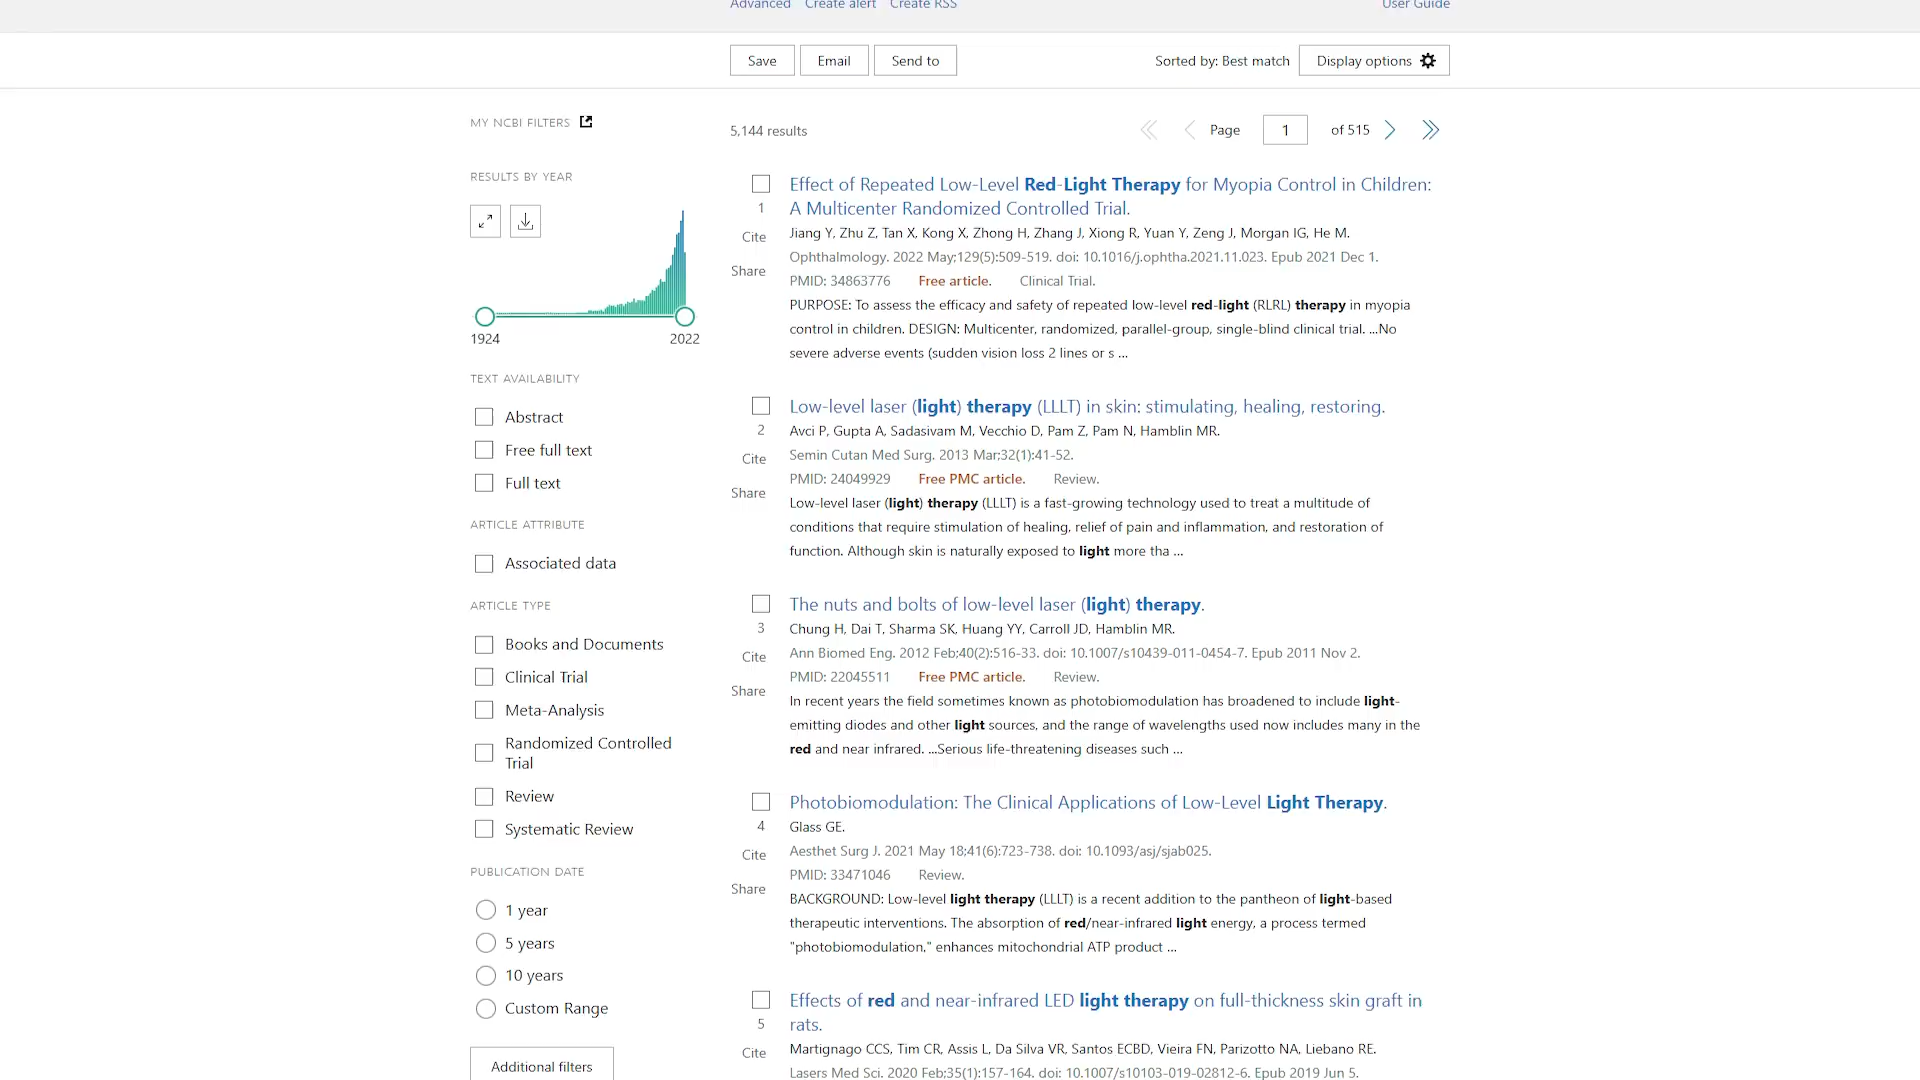 Advanced Create alert Create RSS User Guide
Save Email Send to Sorted by: Best match Display options
MY NCBI FILTERS
RESULTS BY YEAR
1924 2022
TEXT AVAILABILITY
Abstract
Free full text
Full text
ARTICLE ATTRIBUTE
Associated data
ARTICLE TYPE
Books and Documents
Clinical Trial
Meta-Analysis
Randomized Controlled
Trial
Review
Systematic Review
PUBLICATION DATE
1 year
5 years
10 years
Custom Range
Additional filters
5,144 results Page 1 of 515
Effect of Repeated Low-Level Red-Light Therapy for Myopia Control in Children:
1 A Multicenter Randomized Controlled Trial.
Cite Jiang Y, Zhu Z, Tan X, Kong X, Zhong H, Zhang J, Xiong R, Yuan Y, Zeng J, Morgan IG, He M.
Ophthalmology. 2022 May;129(5):509-519. doi: 10.1016/j.ophtha.2021.11.023. Epub 2021 Dec 1.
Share PMID: 34863776 Free article. Clinical Trial.
PURPOSE: To assess the efficacy and safety of repeated low-level red-light (RLRL) therapy in myopia
control in children. DESIGN: Multicenter, randomized, parallel-group, single-blind clinical trial. ...No
severe adverse events (sudden vision loss 2 lines or s ...
Low-level laser (light) therapy (LLLT) in skin: stimulating, healing, restoring.
2 Avci P, Gupta A, Sadasivam M, Vecchio D, Pam Z, Pam N, Hamblin MR.
Cite Semin Cutan Med Surg. 2013 Mar;32(1):41-52.
PMID: 24049929 Free PMC article. Review.
Share Low-level laser (light) therapy (LLLT) is a fast-growing technology used to treat a multitude of
conditions that require stimulation of healing, relief of pain and inflammation, and restoration of
function. Although skin is naturally exposed to light more tha ...
The nuts and bolts of low-level laser (light) therapy.
3 Chung H, Dai T, Sharma SK, Huang YY, Carroll JD, Hamblin MR.
Cite Ann Biomed Eng. 2012 Feb;40(2):516-33. doi: 10.1007/s10439-011-0454-7. Epub 2011 Nov 2.
PMID: 22045511 Free PMC article. Review.
Share In recent years the field sometimes known as photobiomodulation has broadened to include light-
emitting diodes and other light sources, and the range of wavelengths used now includes many in the
red and near infrared. ...Serious life-threatening diseases such ...
Photobiomodulation: The Clinical Applications of Low-Level Light Therapy.
4 Glass GE.
Cite Aesthet Surg J. 2021 May 18;41(6):723-738. doi: 10.1093/asj/sjab025.
PMID: 33471046 Review.
Share BACKGROUND: Low-level light therapy (LLLT) is a recent addition to the pantheon of light-based
therapeutic interventions. The absorption of red/near-infrared light energy, a process termed
"photobiomodulation," enhances mitochondrial ATP product ...
Effects of red and near-infrared LED light therapy on full-thickness skin graft in
5 rats.
Cite Martignago CCS, Tim CR, Assis L, Da Silva VR, Santos ECBD, Vieira FN, Parizotto NA, Liebano RE.
Lasers Med Sci. 2020 Feb;35(1):157-164. doi: 10.1007/s10103-019-02812-6. Epub 2019 Jun 5.